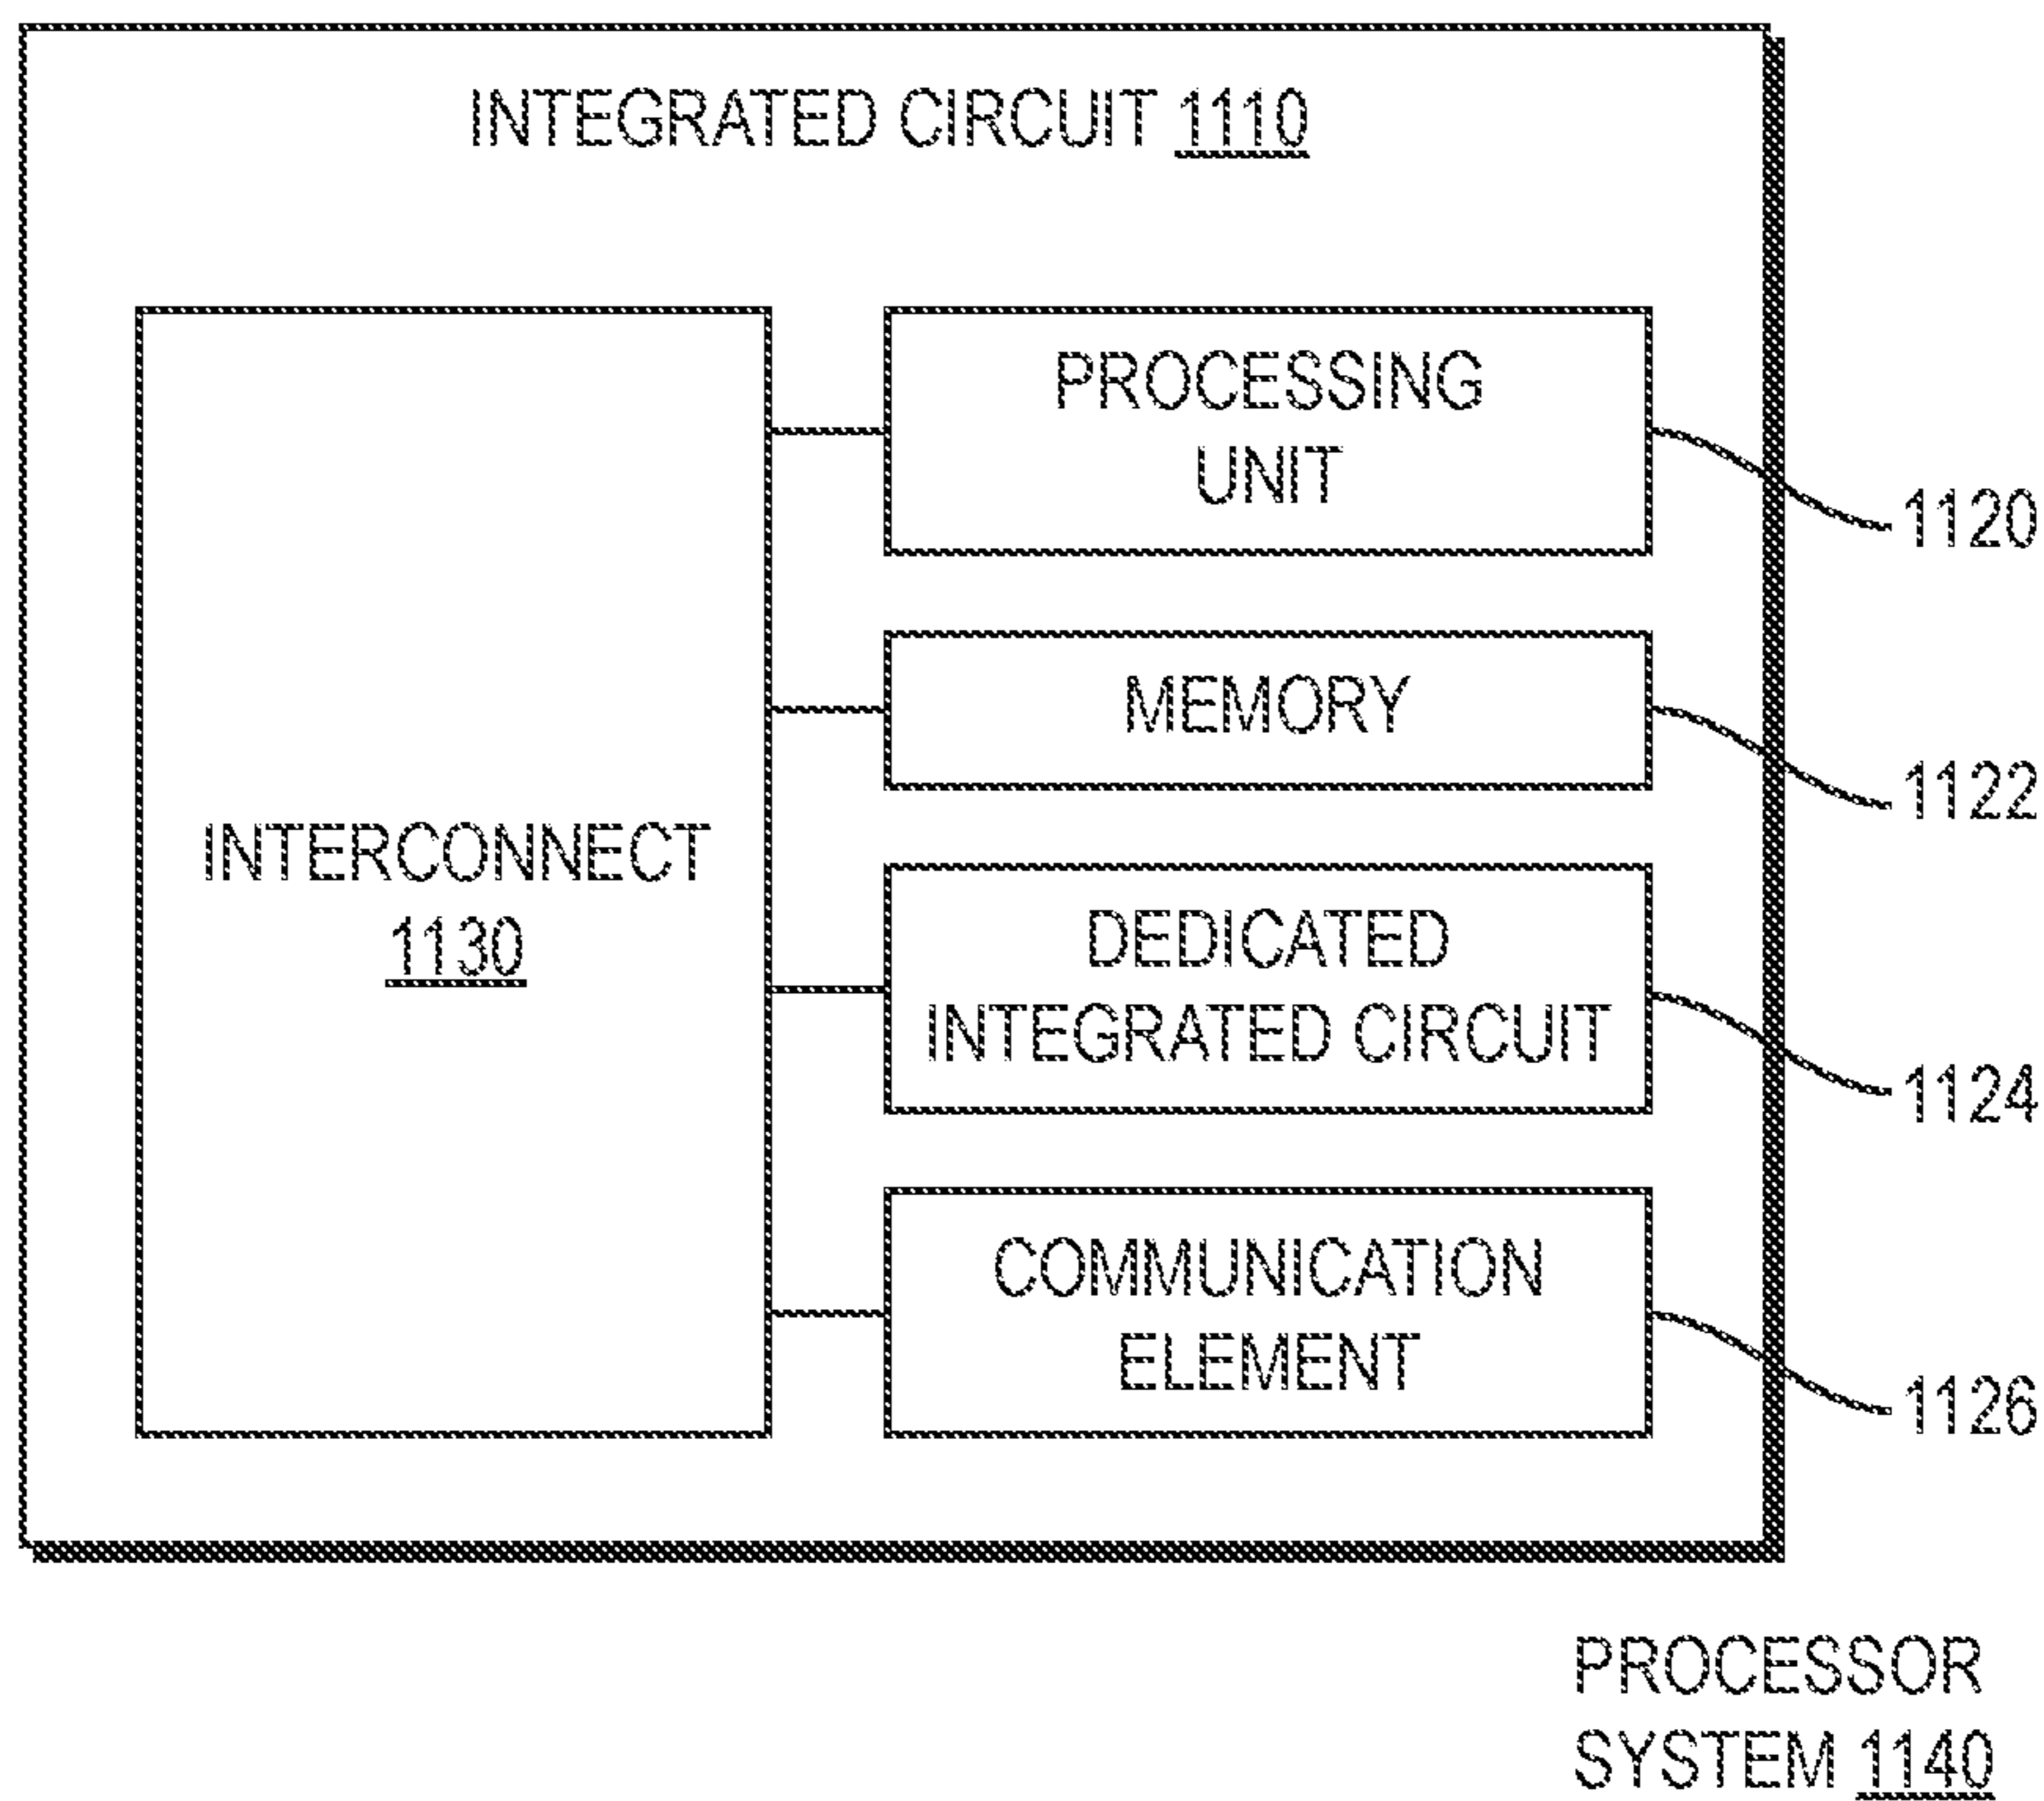 INTEGRATED CIRCUIT 1110
PROCESSING
UNIT
1120
MEMORY
1122
INTERCONNECT
1130
DEDICATED
INTEGRATED CIRCUIT
1124
COMMUNICATION
ELEMENT
1126
PROCESSOR
SYSTEM 1140